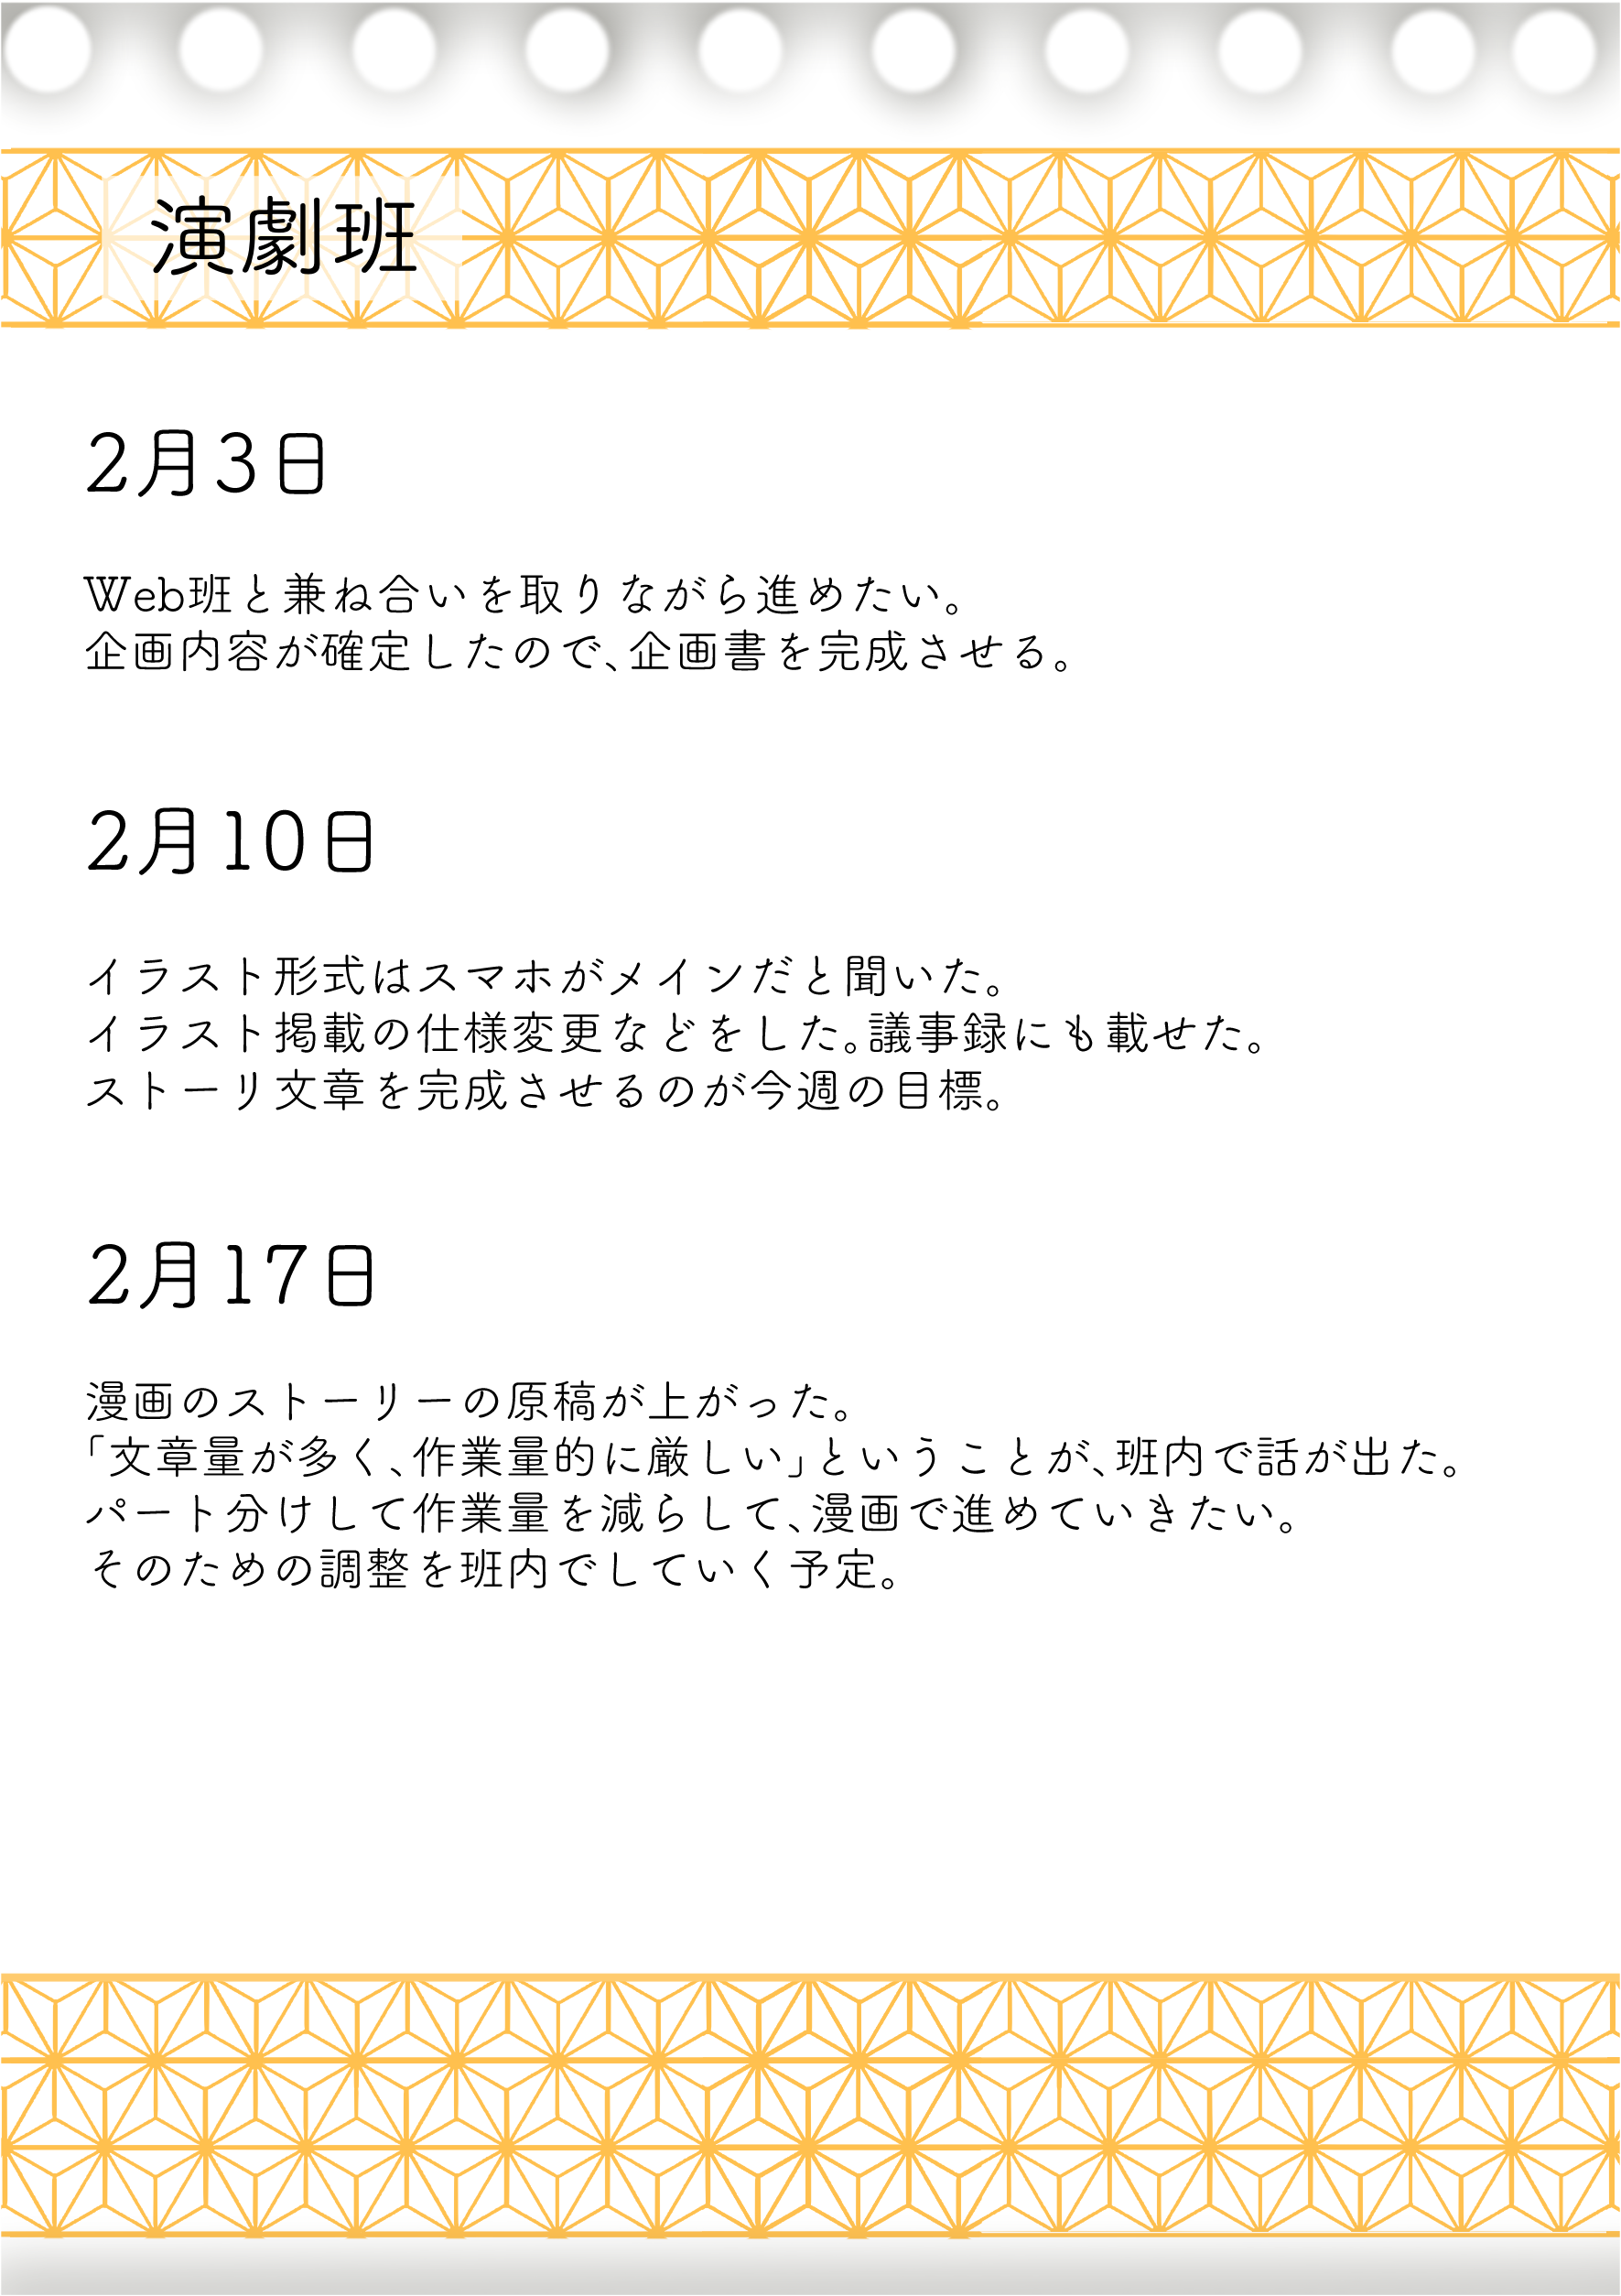 演劇班
2月3日
Web班と兼ね合いを取りながら進めたい。
企画内容が確定したので、企画書を完成させる。
2月10日
イラスト形式はスマホがメインだと聞いた。
イラスト掲載の仕様変更などをした。議事録にも載せた。
ストーリ文章を完成させるのが今週の目標。
2月17日
漫画のストーリーの原稿が上がった。
「文章量が多く、作業量的に厳しい」ということが、班内で話が出た。
パート分けして作業量を減らして、漫画で進めていきたい。
そのための調整を班内でしていく予定。